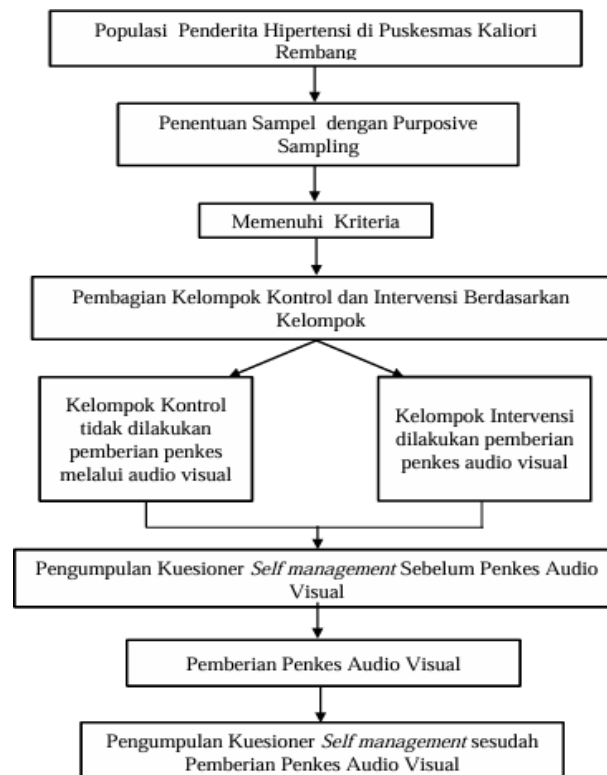 Populasi Penderita Hipertensi di Puskesmas Kaliori
Rembang
Penentuan Sampel dengan Purposive
Sampling
Memenuhi Kriteria
Pembagian Kelompok Kontrol dan Intervensi Berdasarkan
Kelompok
Kelompok Kontrol
tidak dilakukan
pemberian penkes
melalui audio visual
Kelompok Intervensi
dilakukan pemberian
penkes audio visual
Pengumpulan Kuesioner Self management Sebelum Penkes Audio
Visual
Pemberian Penkes Audio Visual
Pengumpulan Kuesioner Self management sesudah
Pemberian Penkes Audio Visual